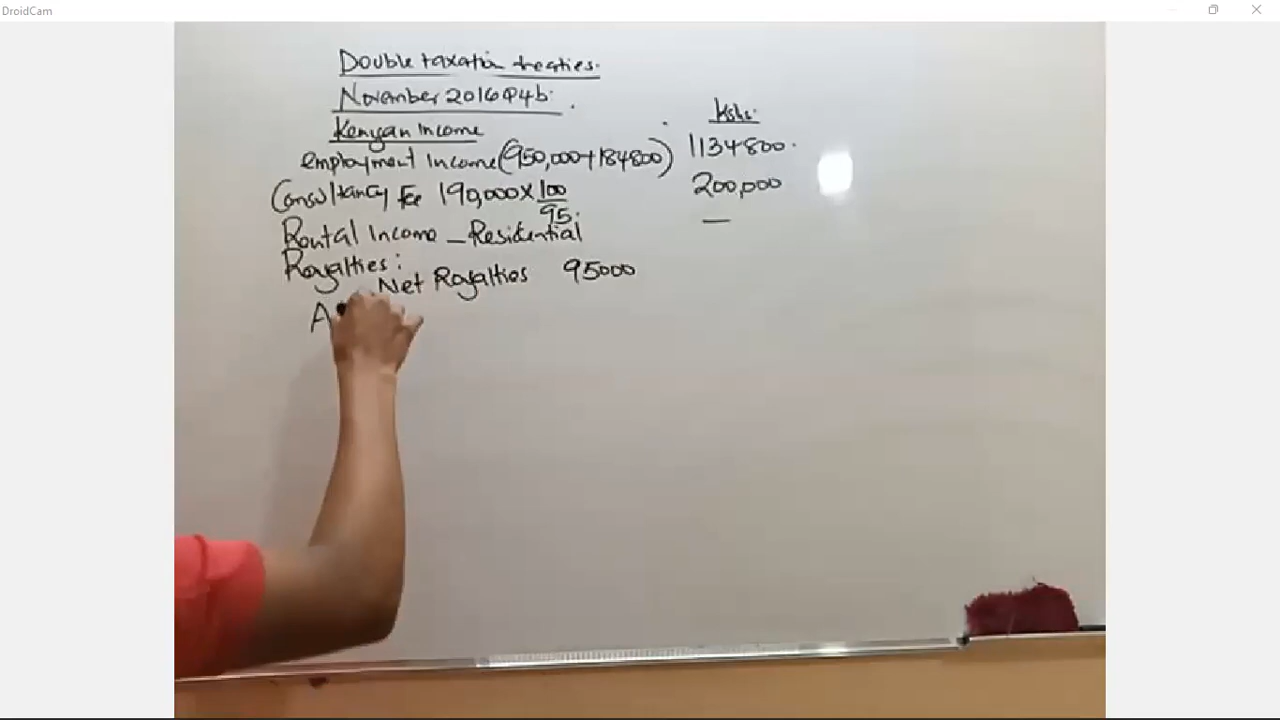 DroidCam
Double taxation treaties.
November 2016 Q4b.
Kshs.
Kenyan Income
employment Income (950,000+184800) 1134800.
Consultancy Fee 190,000 × 100/95. 200,000
Rental Income – Residential —
Royalties:
Net Royalties 95000
A